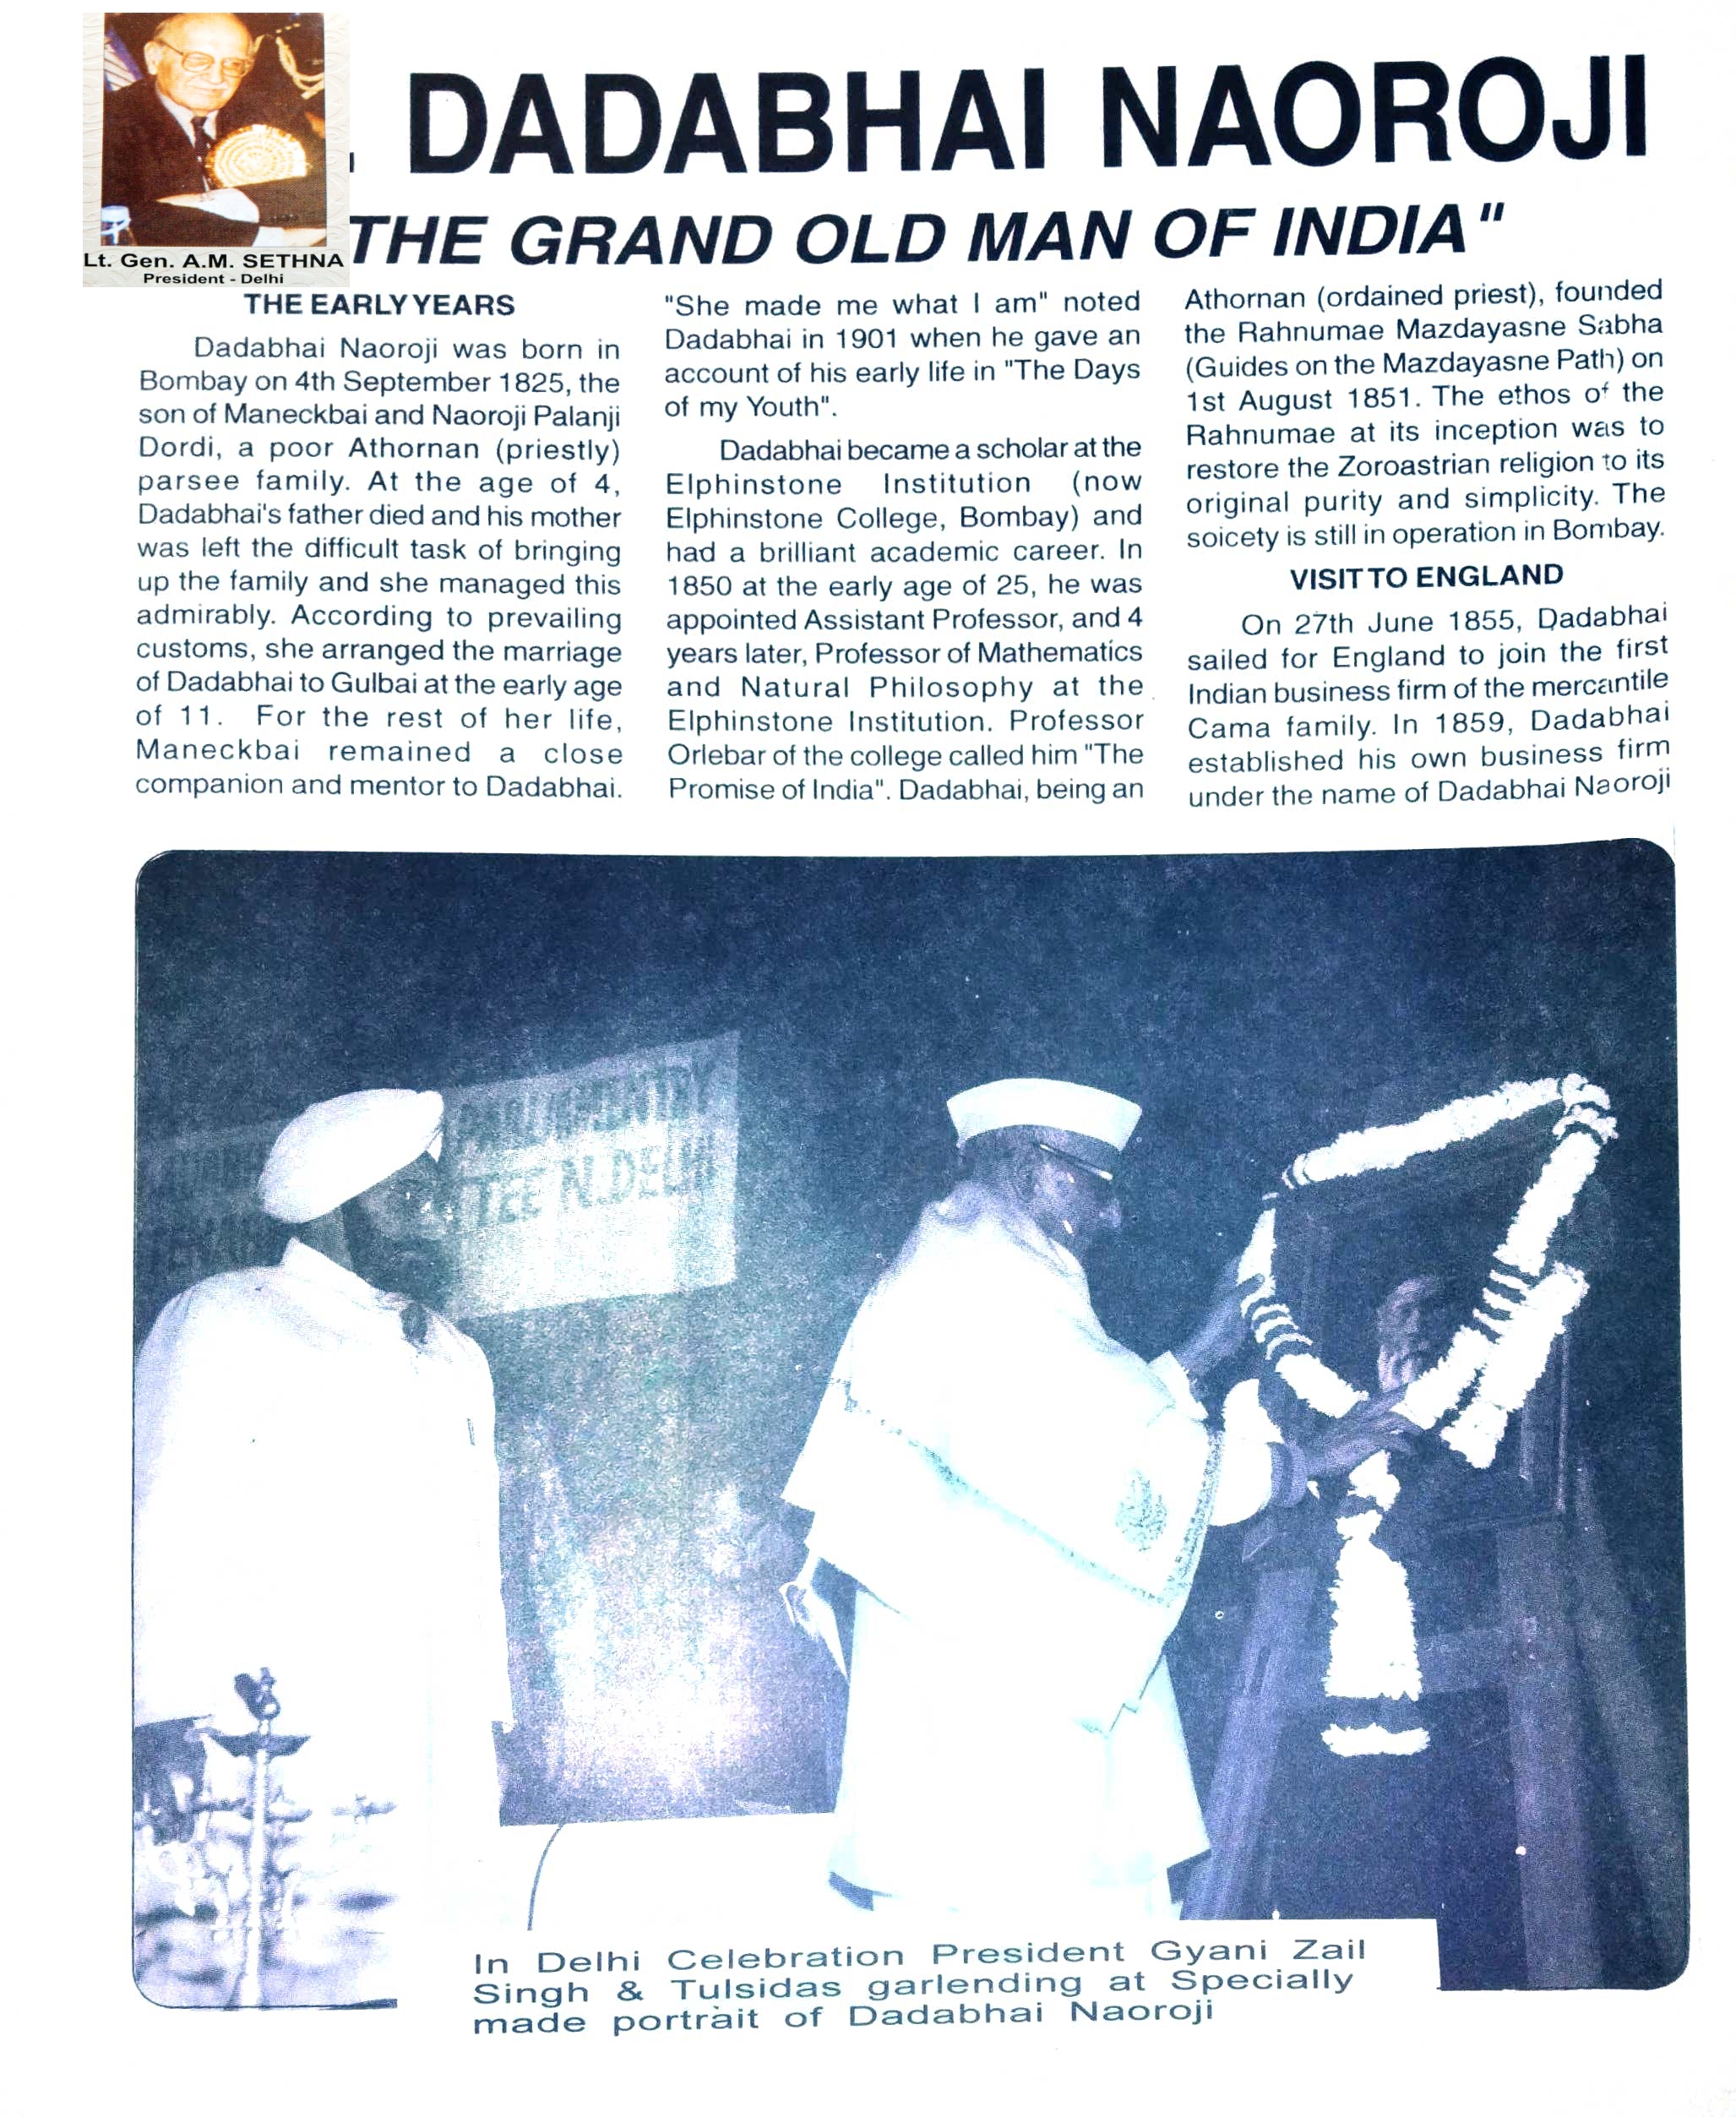 . DADABHAI NAOROJI
THE GRAND OLD MAN OF INDIA"
Lt. Gen. A.M. SETHNA
President - Delhi
THE EARLY YEARS
Dadabhai Naoroji was born in
Bombay on 4th September 1825, the
son of Maneckbai and Naoroji Palanji
Dordi, a poor Athornan (priestly)
parsee family. At the age of 4,
Dadabhai's father died and his mother
was left the difficult task of bringing
up the family and she managed this
admirably. According to prevailing
customs, she arranged the marriage
of Dadabhai to Gulbai at the early age
of 11. For the rest of her life,
Maneckbai remained a close
companion and mentor to Dadabhai.
"She made me what I am" noted
Dadabhai in 1901 when he gave an
account of his early life in "The Days
of my Youth".
Dadabhai became a scholar at the
Elphinstone Institution (now
Elphinstone College, Bombay) and
had a brilliant academic career. In
1850 at the early age of 25, he was
appointed Assistant Professor, and 4
years later, Professor of Mathematics
and Natural Philosophy at the
Elphinstone Institution. Professor
Orlebar of the college called him "The
Promise of India". Dadabhai, being an
Athornan (ordained priest), founded
the Rahnumae Mazdayasne Sabha
(Guides on the Mazdayasne Path) on
1st August 1851. The ethos of the
Rahnumae at its inception was to
restore the Zoroastrian religion to its
original purity and simplicity. The
soicety is still in operation in Bombay.
VISIT TO ENGLAND
On 27th June 1855, Dadabhai
sailed for England to join the first
Indian business firm of the mercantile
Cama family. In 1859, Dadabhai
established his own business firm
under the name of Dadabhai Naoroji
PARLIAMENTRY
TEE N.DELHI
In Delhi Celebration President Gyani Zail
Singh & Tulsidas garlending at Specially
made portrait of Dadabhai Naoroji